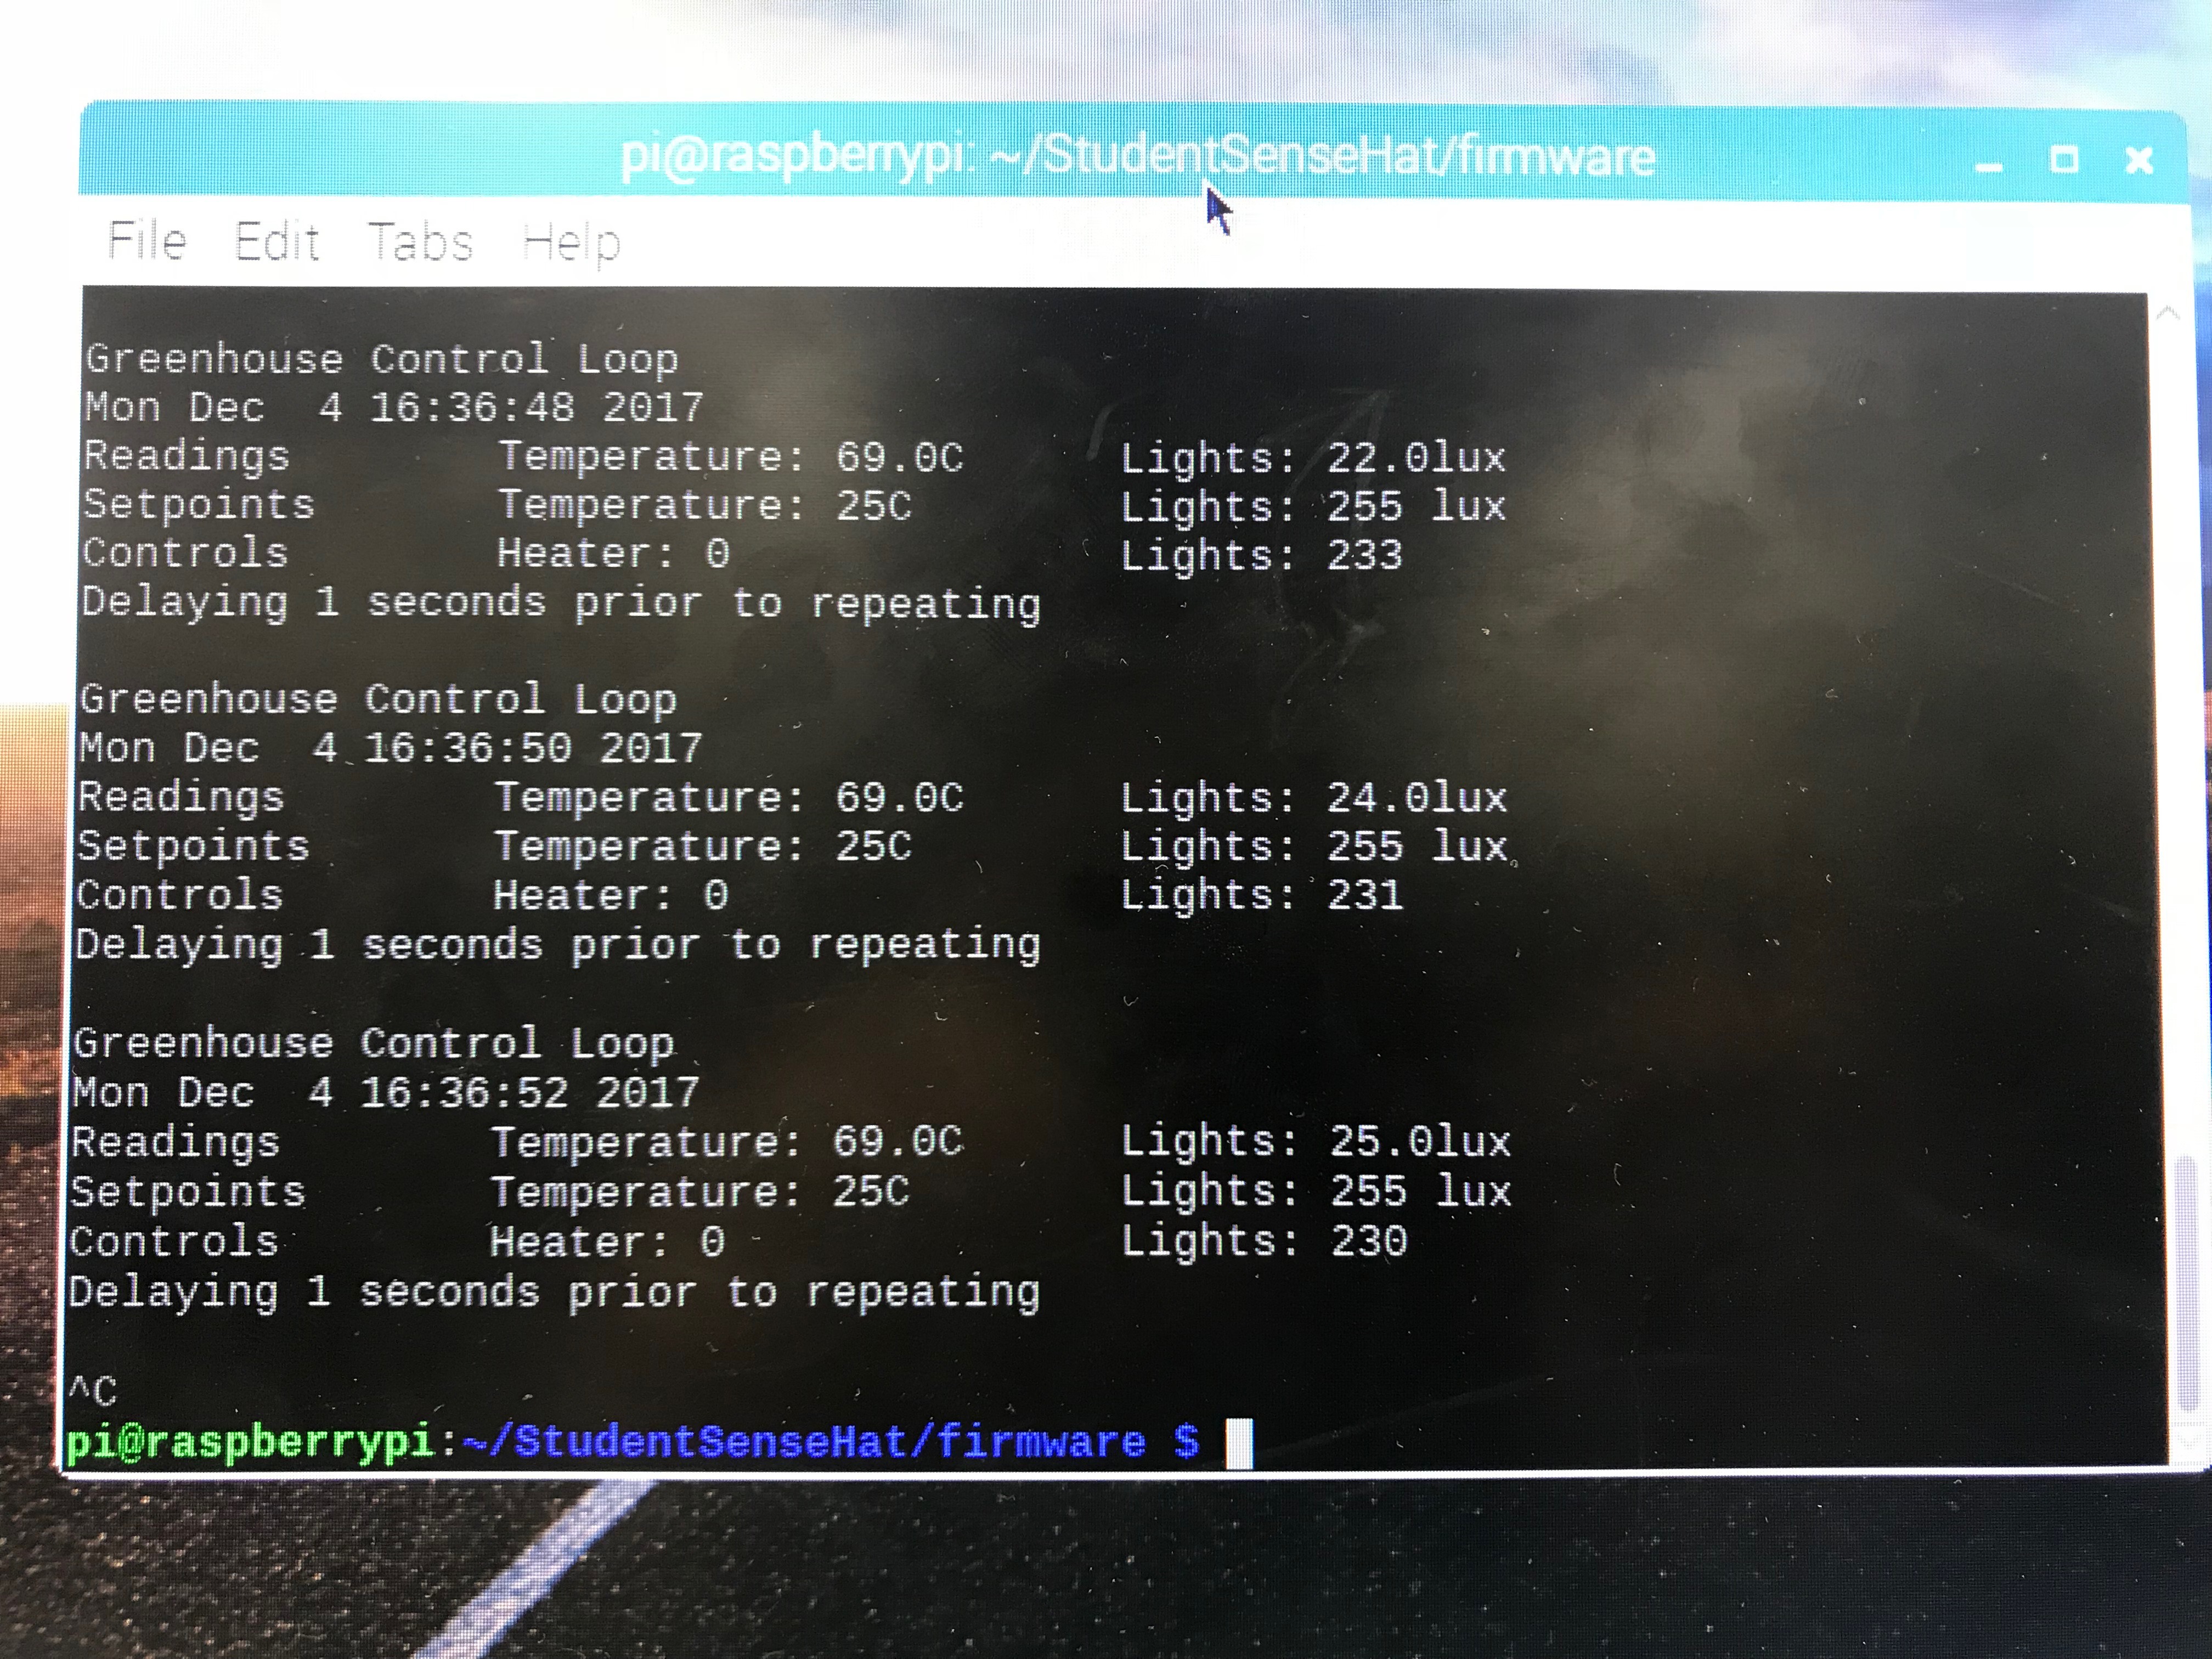 pi@raspberrypi: ~/StudentSenseHat/firmware
File Edit Tabs Help
Greenhouse Control Loop
Mon Dec  4 16:36:48 2017
Readings Temperature: 69.0C Lights: 22.0lux
Setpoints Temperature: 25C Lights: 255 lux
Controls Heater: 0 Lights: 233
Delaying 1 seconds prior to repeating
Greenhouse Control Loop
Mon Dec  4 16:36:50 2017
Readings Temperature: 69.0C Lights: 24.0lux
Setpoints Temperature: 25C Lights: 255 lux
Controls Heater: 0 Lights: 231
Delaying 1 seconds prior to repeating
Greenhouse Control Loop
Mon Dec  4 16:36:52 2017
Readings Temperature: 69.0C Lights: 25.0lux
Setpoints Temperature: 25C Lights: 255 lux
Controls Heater: 0 Lights: 230
Delaying 1 seconds prior to repeating
^C
pi@raspberrypi:~/StudentSenseHat/firmware $